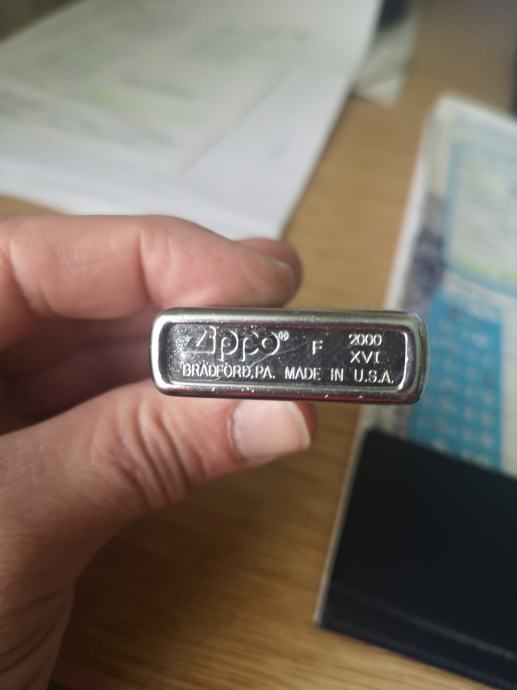 Zippo® F 2000
XVI
BRADFORD,PA. MADE IN U.S.A.